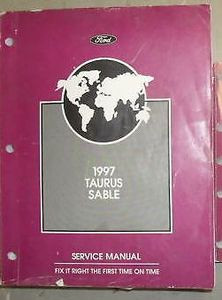 Ford
1997
TAURUS
SABLE
SERVICE MANUAL
FIX IT RIGHT THE FIRST TIME ON TIME